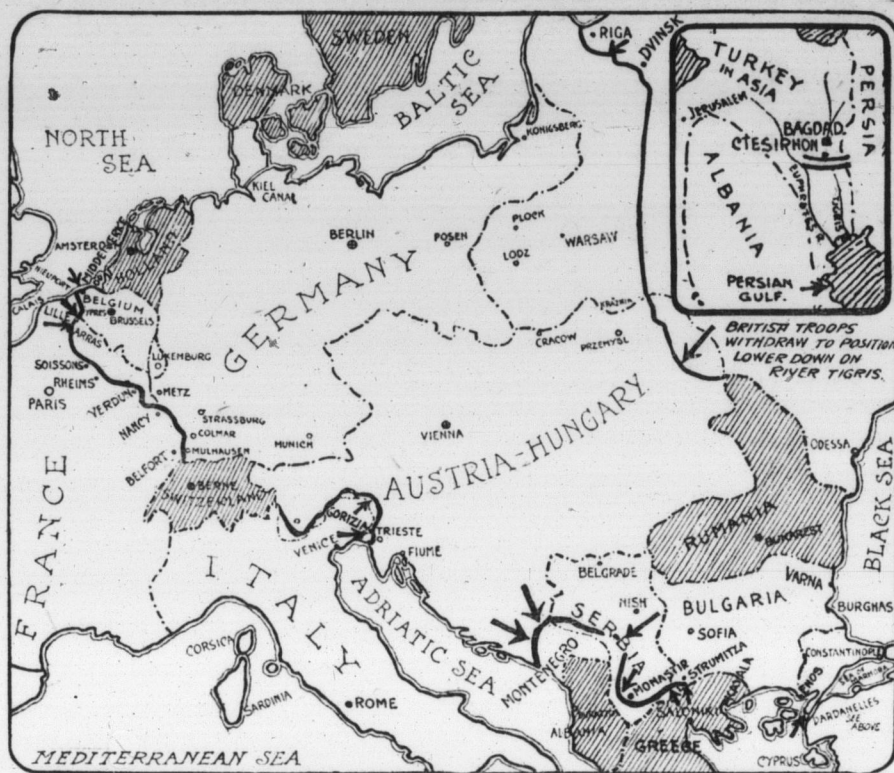 SWEDEN
DENMARK
BALTIC
SEA
NORTH
SEA
KIEL
CANAL
KONIGSBERG
RIGA
DVINSK
TURKEY
IN ASIA
PERSIA
JERUSALEM
BAGDAD
CTESIPHON
ALBANIA
EUPHRATES R.
TIGRIS
PERSIAN
GULF.
BRITISH TROOPS
WITHDRAW TO POSITION
LOWER DOWN ON
RIVER TIGRIS.
HOLLAND
NIEUPORT
CALAIS
LILLE
YPRES
ARRAS
BELGIUM
BRUSSELS
LUXEMBURG
SOISSONS
RHEIMS
PARIS
VERDUN
METZ
NANCY
STRASSBURG
COLMAR
MULHAUSEN
BELFORT
BERNE
SWITZERLAND
FRANCE
GERMANY
BERLIN
POSEN
PLOCK
LODZ
WARSAW
CRACOW
PRZEMYSL
MUNICH
VIENNA
AUSTRIA-HUNGARY
GORIZIA
TRIESTE
VENICE
FIUME
ITALY
ADRIATIC SEA
CORSICA
SARDINIA
ROME
MEDITERRANEAN SEA
BELGRADE
NISH
SERBIA
MONTENEGRO
MONASTIR
STRUMITZA
ALBANIA
SALONIKI
KAVALA
GREECE
BULGARIA
SOFIA
RUMANIA
BUKAREST
ODESSA
BLACK SEA
VARNA
BURGHAS
ENOS
DARDANELLES
SEE
ABOVE
CYPRUS